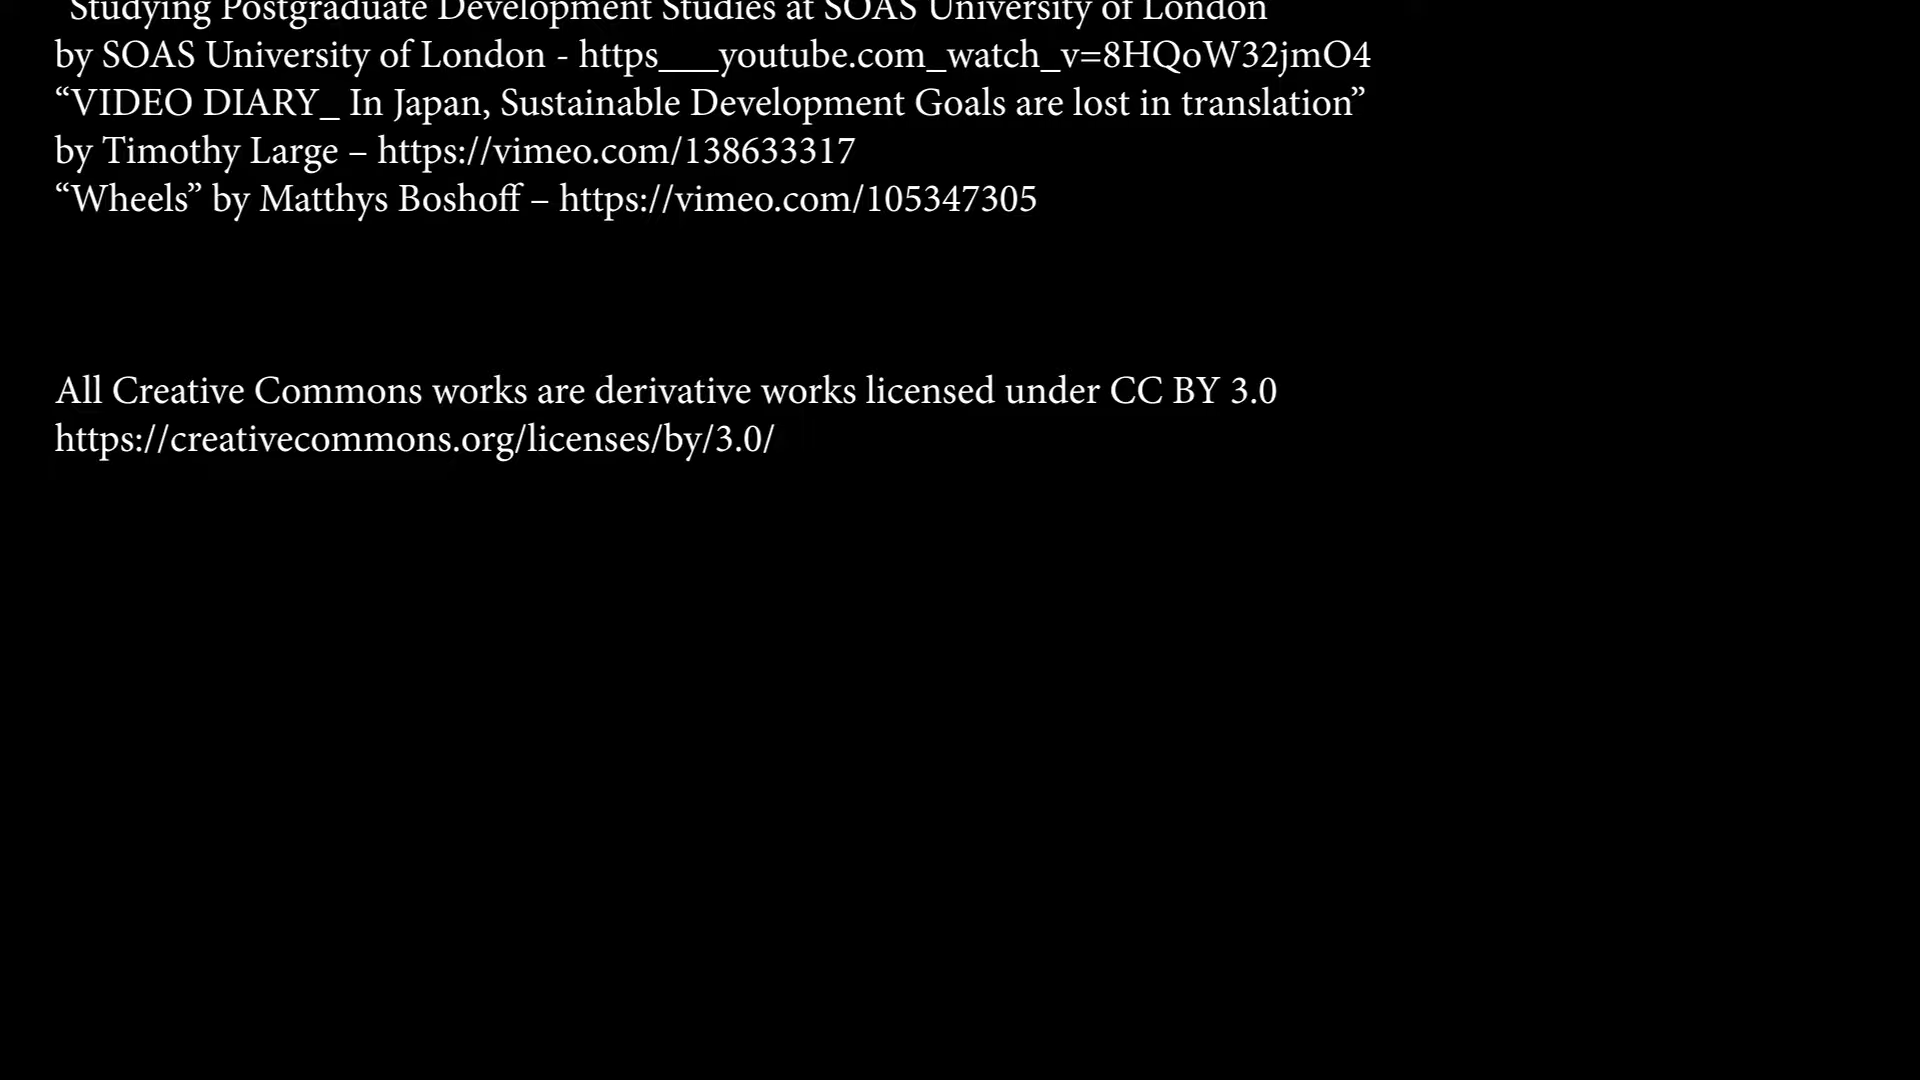 Studying Postgraduate Development Studies at SOAS University of London
by SOAS University of London - https___youtube.com_watch_v=8HQoW32jmO4
“VIDEO DIARY_ In Japan, Sustainable Development Goals are lost in translation”
by Timothy Large – https://vimeo.com/138633317
“Wheels” by Matthys Boshoff – https://vimeo.com/105347305
All Creative Commons works are derivative works licensed under CC BY 3.0
https://creativecommons.org/licenses/by/3.0/